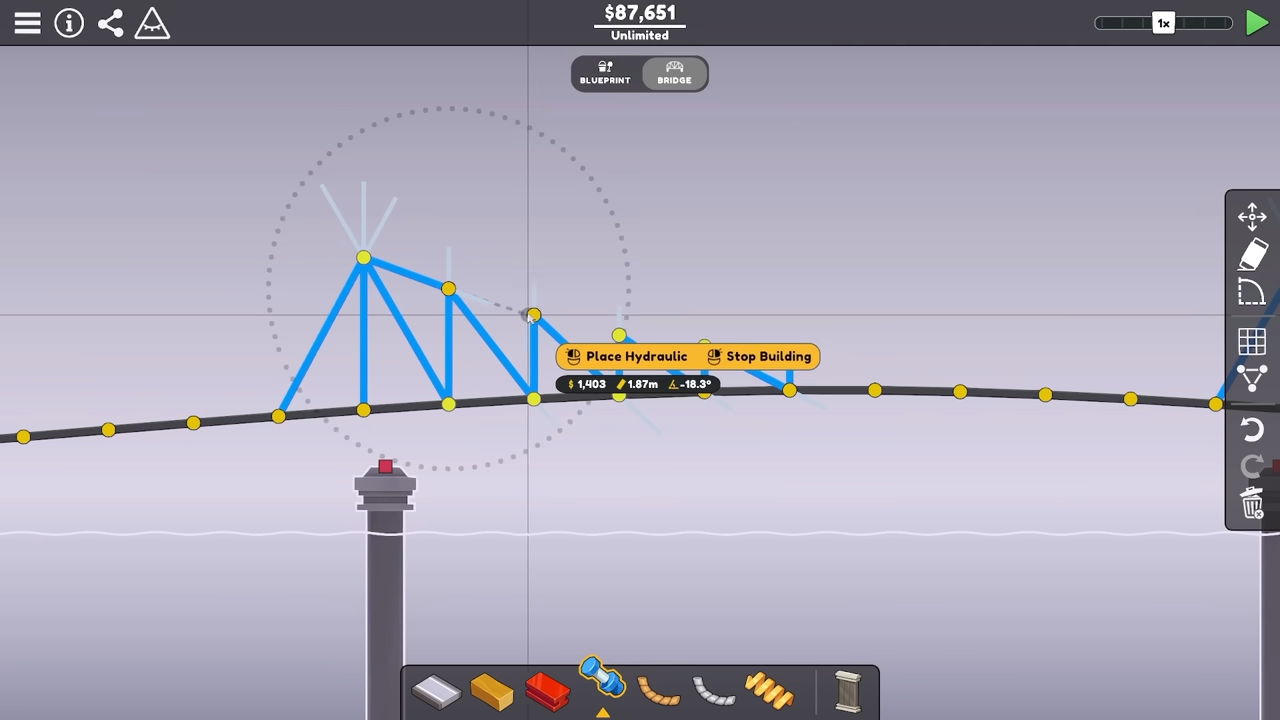 $87,651
Unlimited
1x
BLUEPRINT
BRIDGE
Place Hydraulic
Stop Building
$ 1,403
1.87m
-18.3°